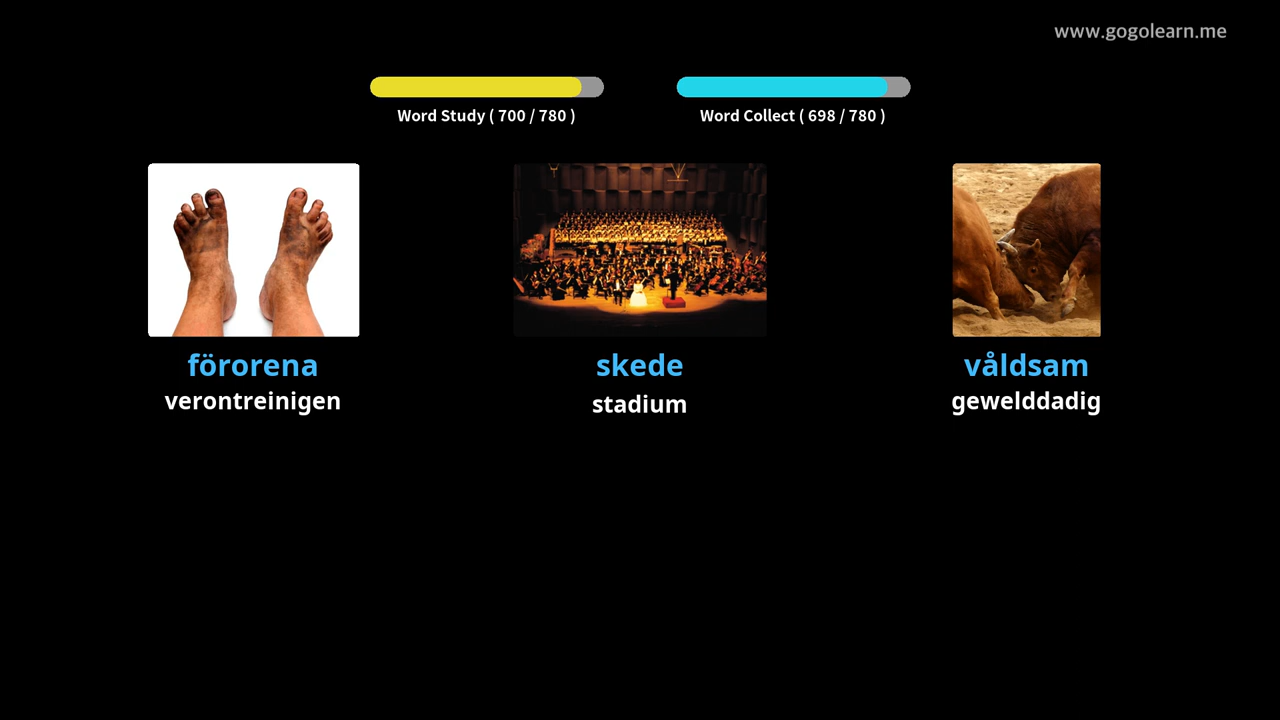 www.gogolearn.me
Word Study ( 700 / 780 )
Word Collect ( 698 / 780 )
förorena
skede
våldsam
verontreinigen
stadium
gewelddadig